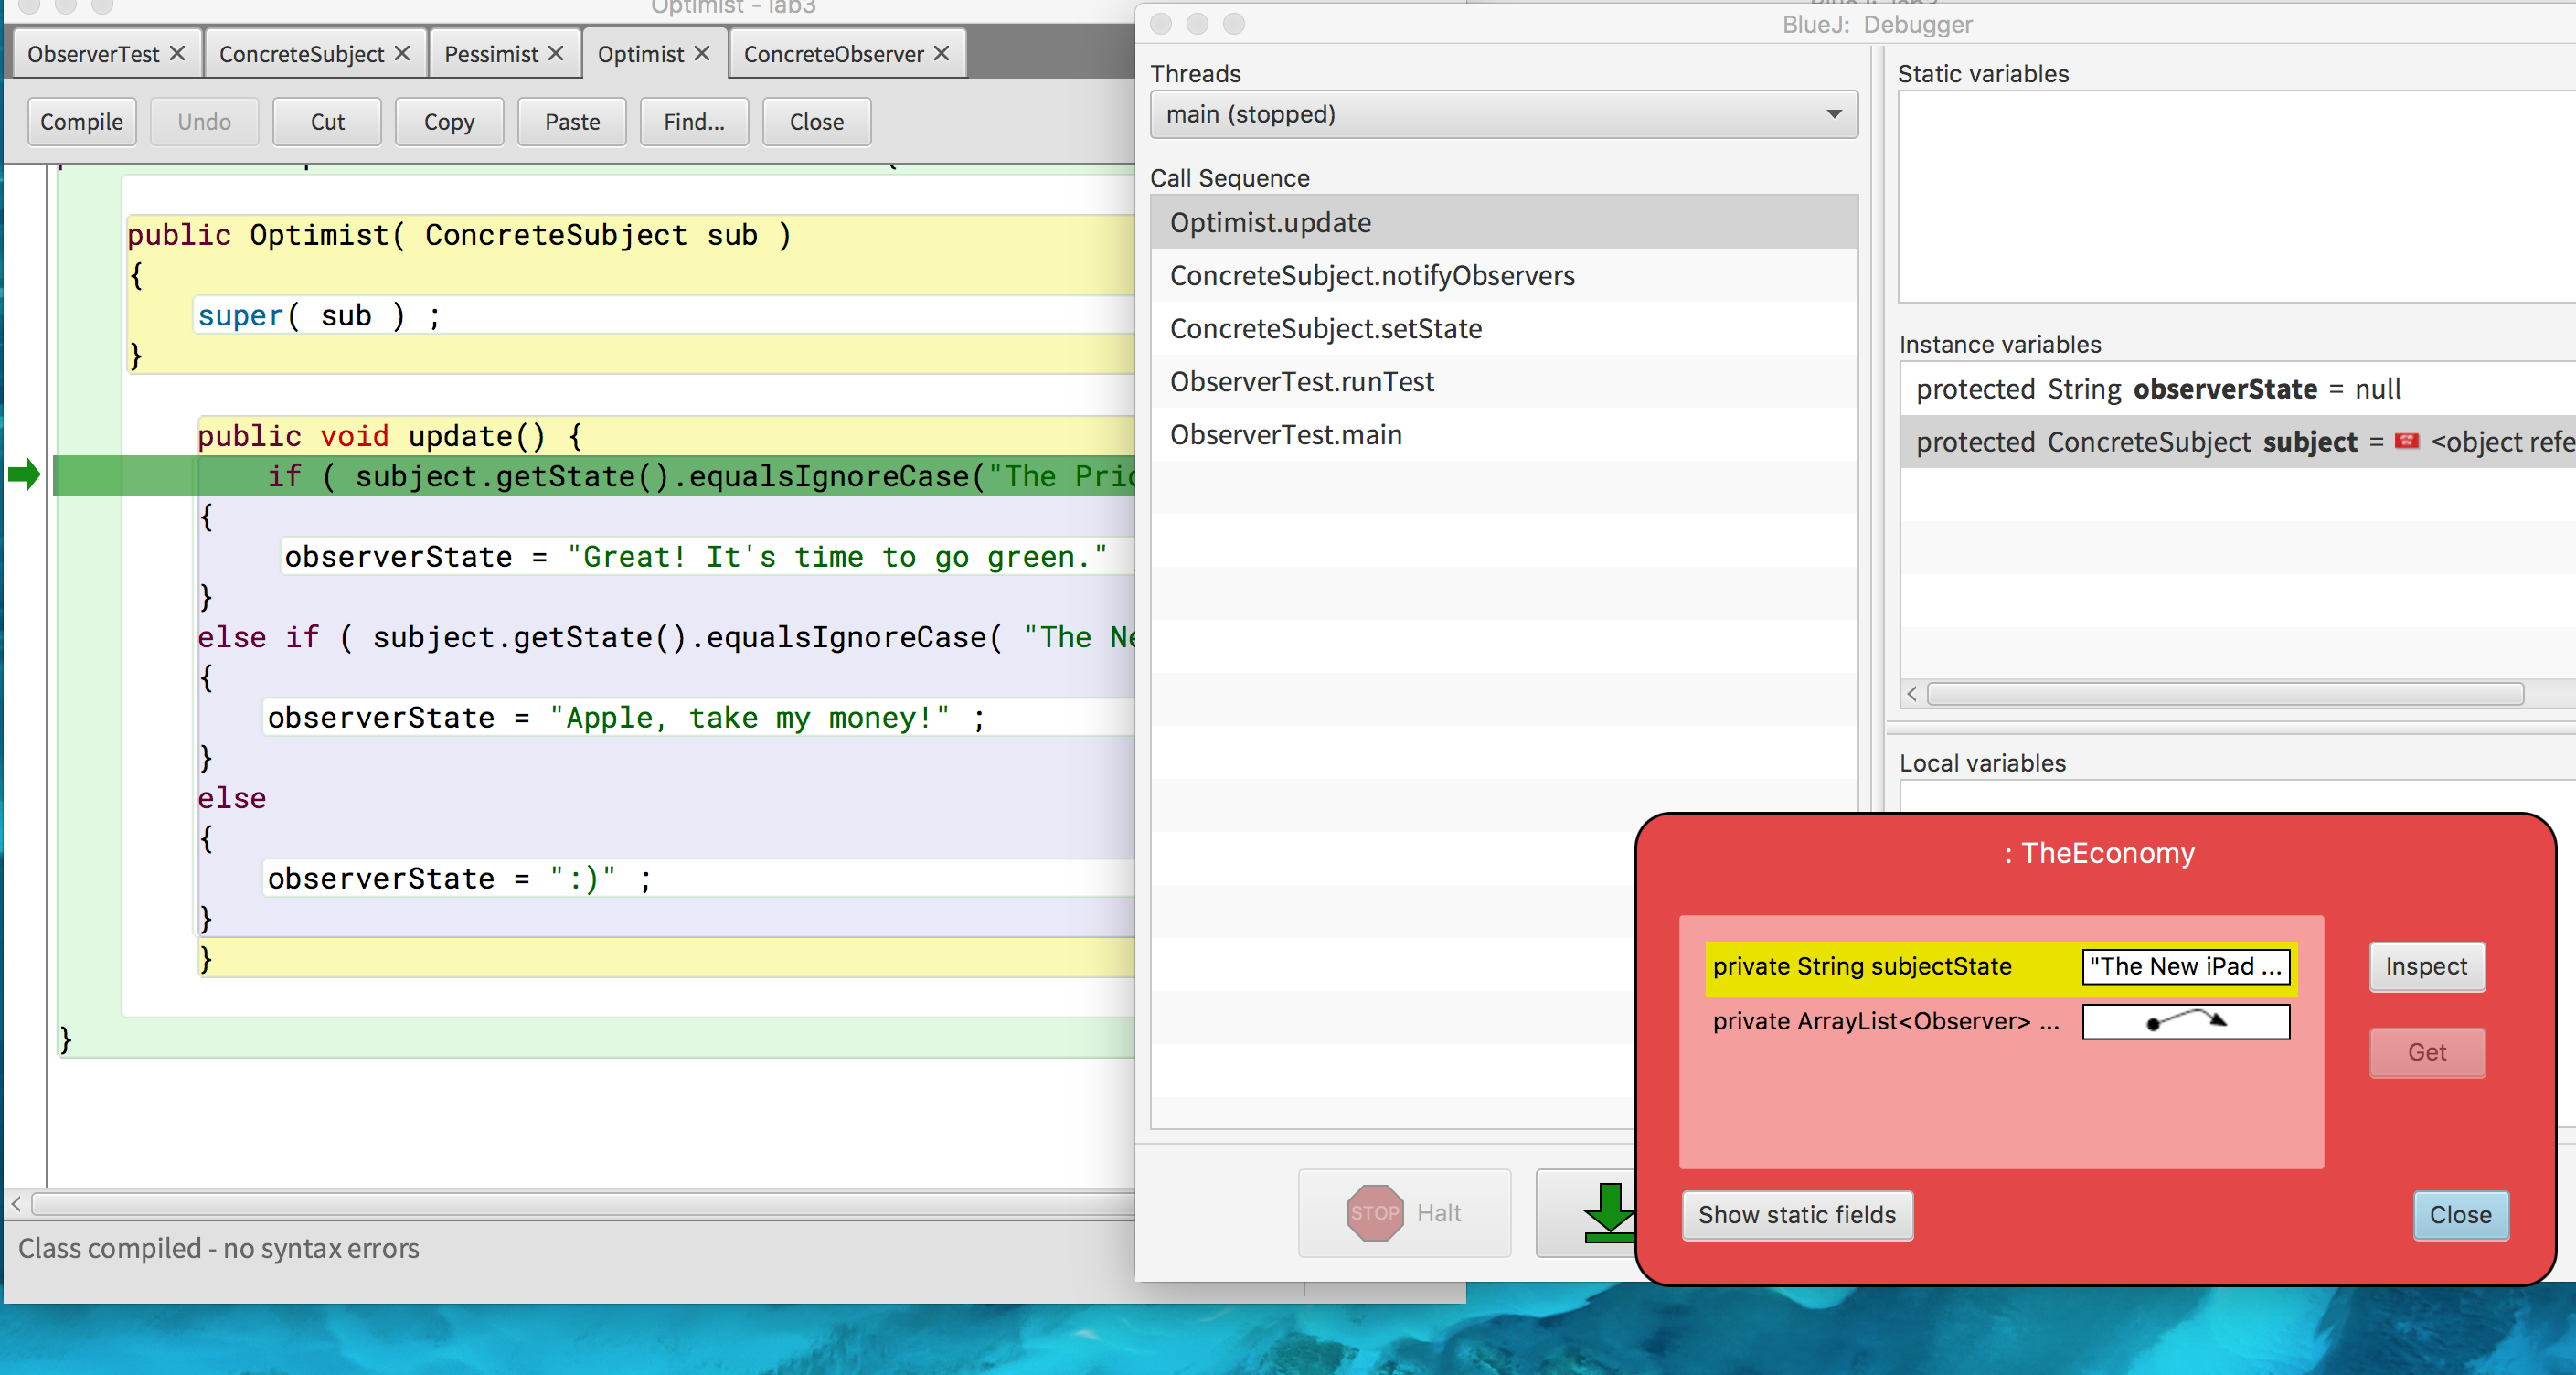 Optimist - lab3
ObserverTest
ConcreteSubject
Pessimist
Optimist
ConcreteObserver
Compile
Undo
Cut
Copy
Paste
Find...
Close
public Optimist( ConcreteSubject sub )
{
super( sub ) ;
}
public void update() {
if ( subject.getState().equalsIgnoreCase("The
{
observerState = "Great! It's time to go green."
}
else if ( subject.getState().equalsIgnoreCase( "The
{
observerState = "Apple, take my money!" ;
}
else
{
observerState = ":)" ;
}
}
}
Class compiled - no syntax errors
BlueJ: Debugger
Threads
main (stopped)
Call Sequence
Optimist.update
ConcreteSubject.notifyObservers
ConcreteSubject.setState
ObserverTest.runTest
ObserverTest.main
STOP Halt
Static variables
Instance variables
protected String observerState = null
protected ConcreteSubject subject = <object refe
Local variables
: TheEconomy
private String subjectState "The New iPad ...
private ArrayList<Observer> ...
Inspect
Get
Show static fields
Close